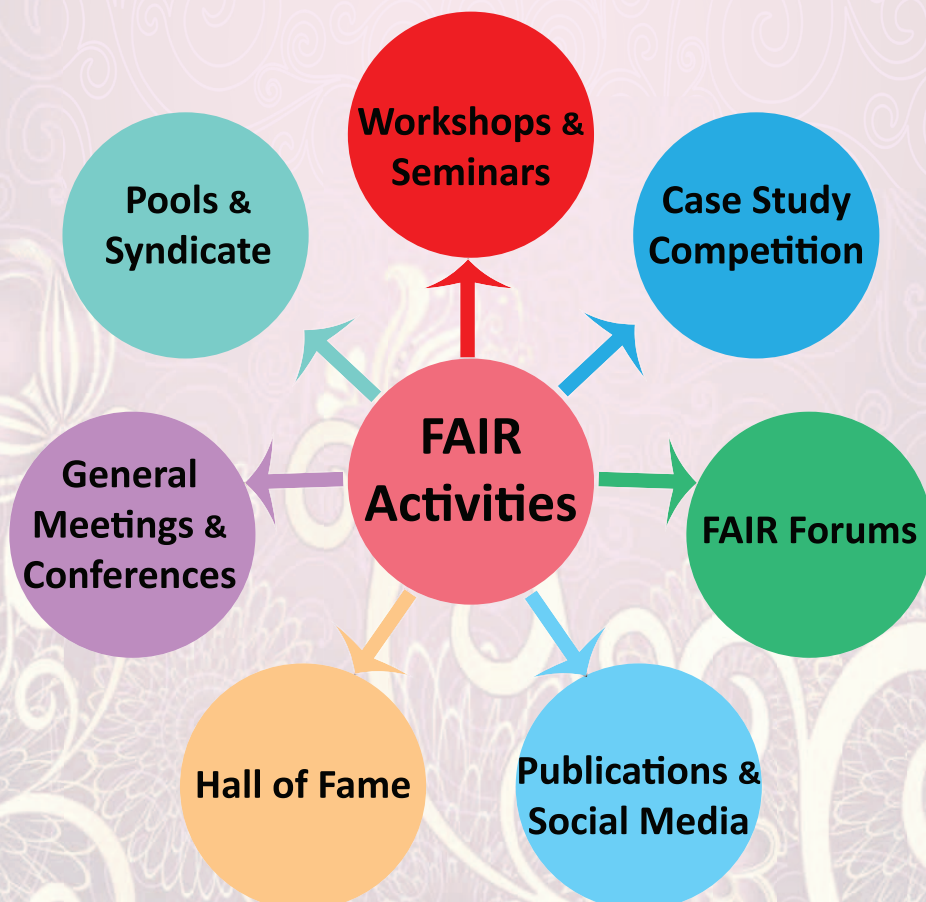 Workshops &
Seminars
Pools &
Syndicate
Case Study
Competition
FAIR
Activities
General
Meetings &
Conferences
FAIR Forums
Hall of Fame
Publications &
Social Media